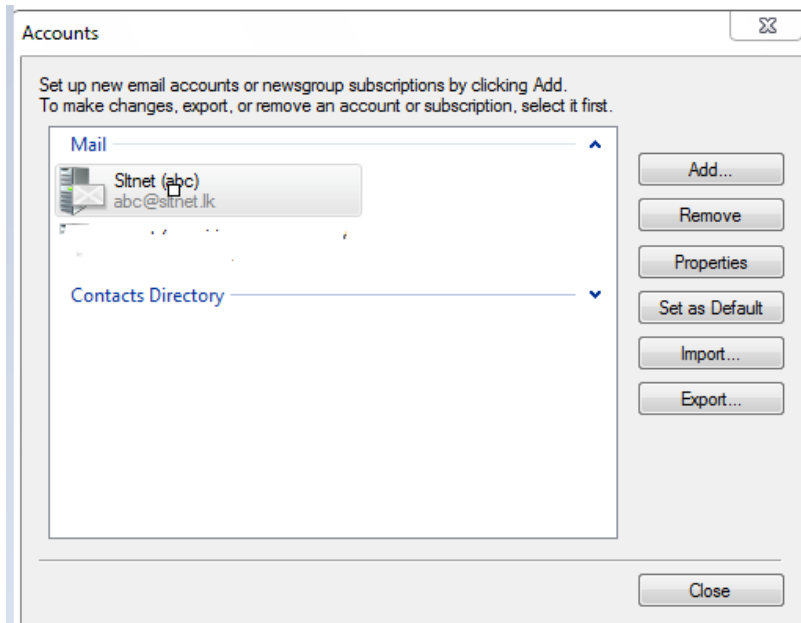 Accounts
Set up new email accounts or newsgroup subscriptions by clicking Add.
To make changes, export, or remove an account or subscription, select it first.
Mail
Sltnet (abc)
abc@sltnet.lk
Contacts Directory
Add...
Remove
Properties
Set as Default
Import...
Export...
Close